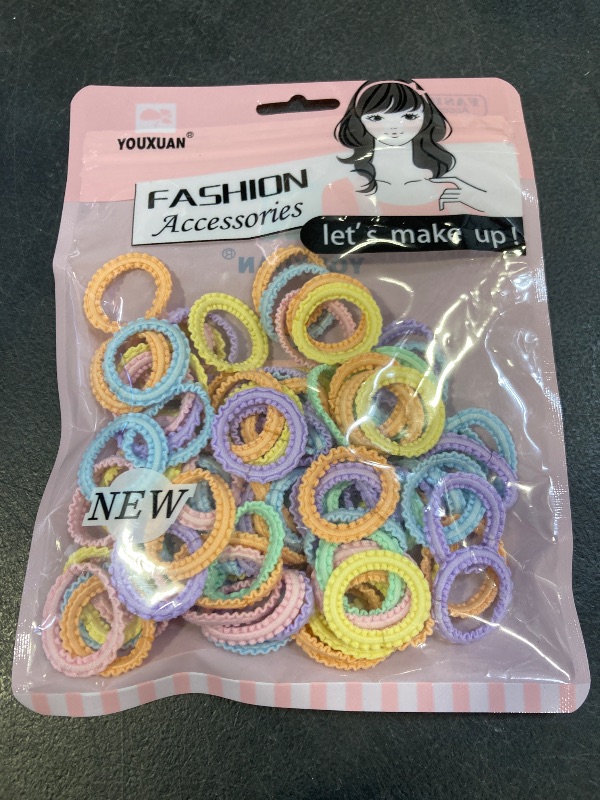 YOUXUAN®
FASHION
Accessories
let's make up!
NEW